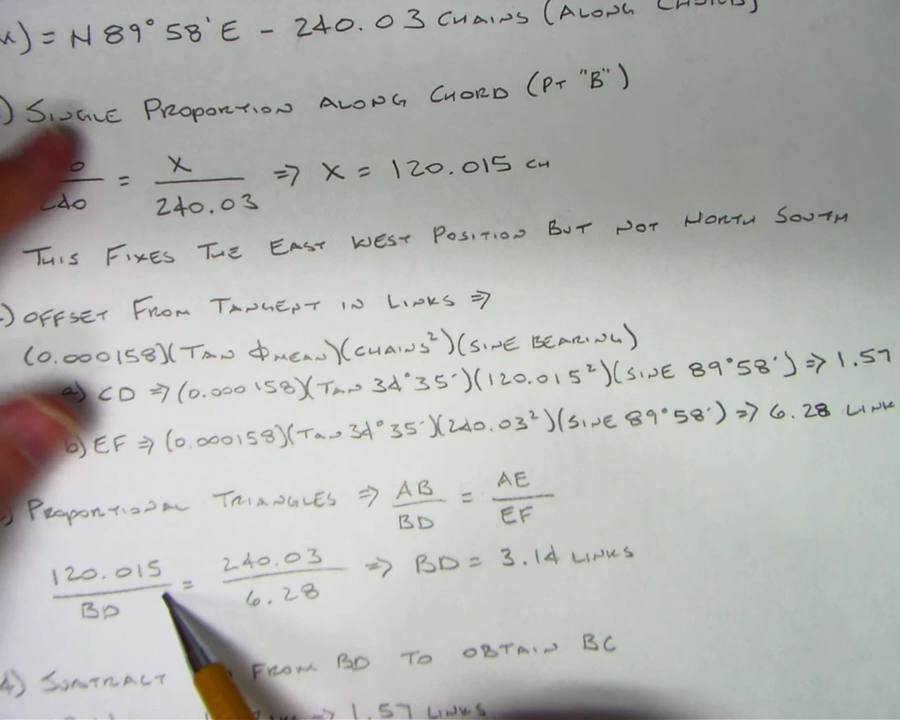 ) = N 89°58' E - 240.03 CHAINS (ALONG
) SINGLE PROPORTION ALONG CHORD (PT "B")
0/240 = X/240.03 ⇒ X = 120.015 CH
THIS FIXES THE EAST WEST POSITION BUT NOT NORTH SOUTH
) OFFSET FROM TANGENT IN LINKS ⇒
(0.000158)(TAN ΦMEAN)(CHAINS²)(SINE BEARING)
a) CD ⇒ (0.000158)(TAN 34°35')(120.015²)(SINE 89°58') ⇒ 1.57
b) EF ⇒ (0.000158)(TAN 34°35')(240.03²)(SINE 89°58') ⇒ 6.28 LINK
) PROPORTIONAL TRIANGLES ⇒ AB/BD = AE/EF
120.015/BD = 240.03/6.28 ⇒ BD = 3.14 LINKS
4) SUBTRACT FROM BD TO OBTAIN BC
⇒ 1.57 LINKS